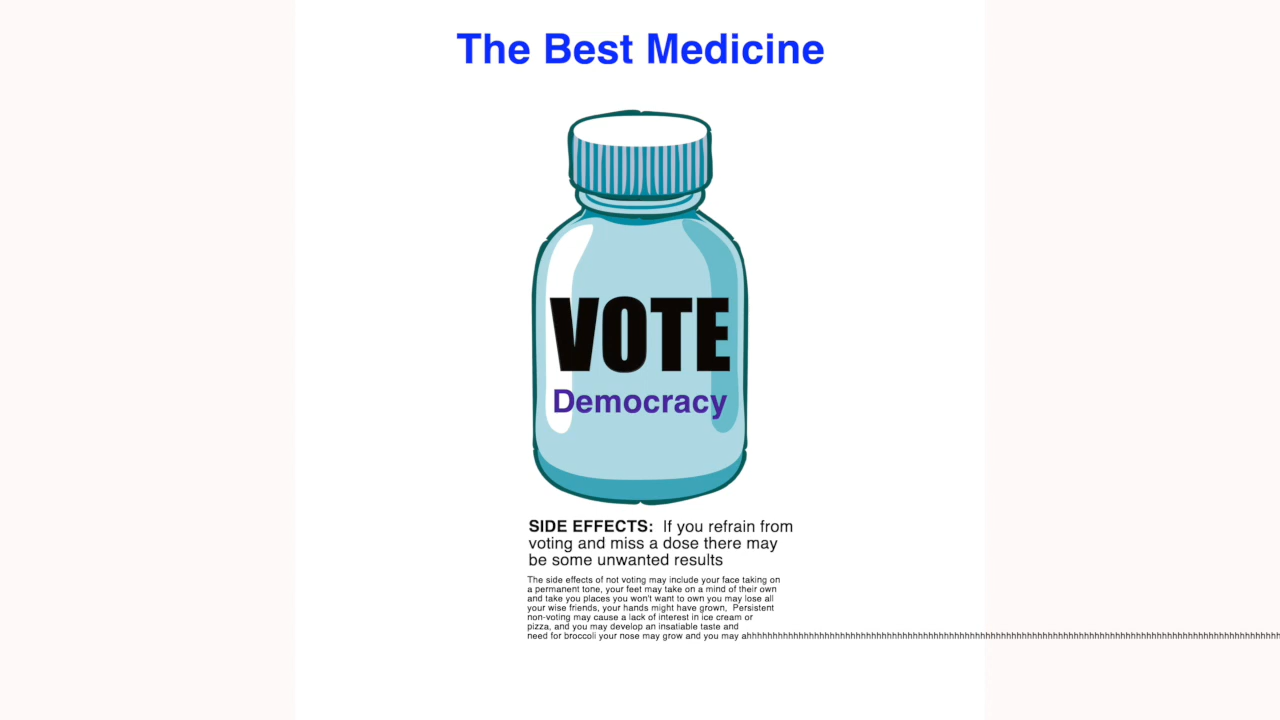 The Best Medicine
VOTE
Democracy
SIDE EFFECTS:  If you refrain from
voting and miss a dose there may
be some unwanted results
The side effects of not voting may include your face taking on
a permanent tone, your feet may take on a mind of their own
and take you places you won't want to own you may lose all
your wise friends, your hands might have grown,  Persistent
non-voting may cause a lack of interest in ice cream or
pizza, and you may develop an insatiable taste and
need for broccoli your nose may grow and you may ahhhhhhhhhhhhhhhhhhhhhhhhhhhhhhhhhhhhhhhhhhhhhhhhhhhhhhhhhhhhhhhhhhhhhhhhhhhhhhhhhhhhhhhhhhhhhhhhhhhhhhhhhhhhhh